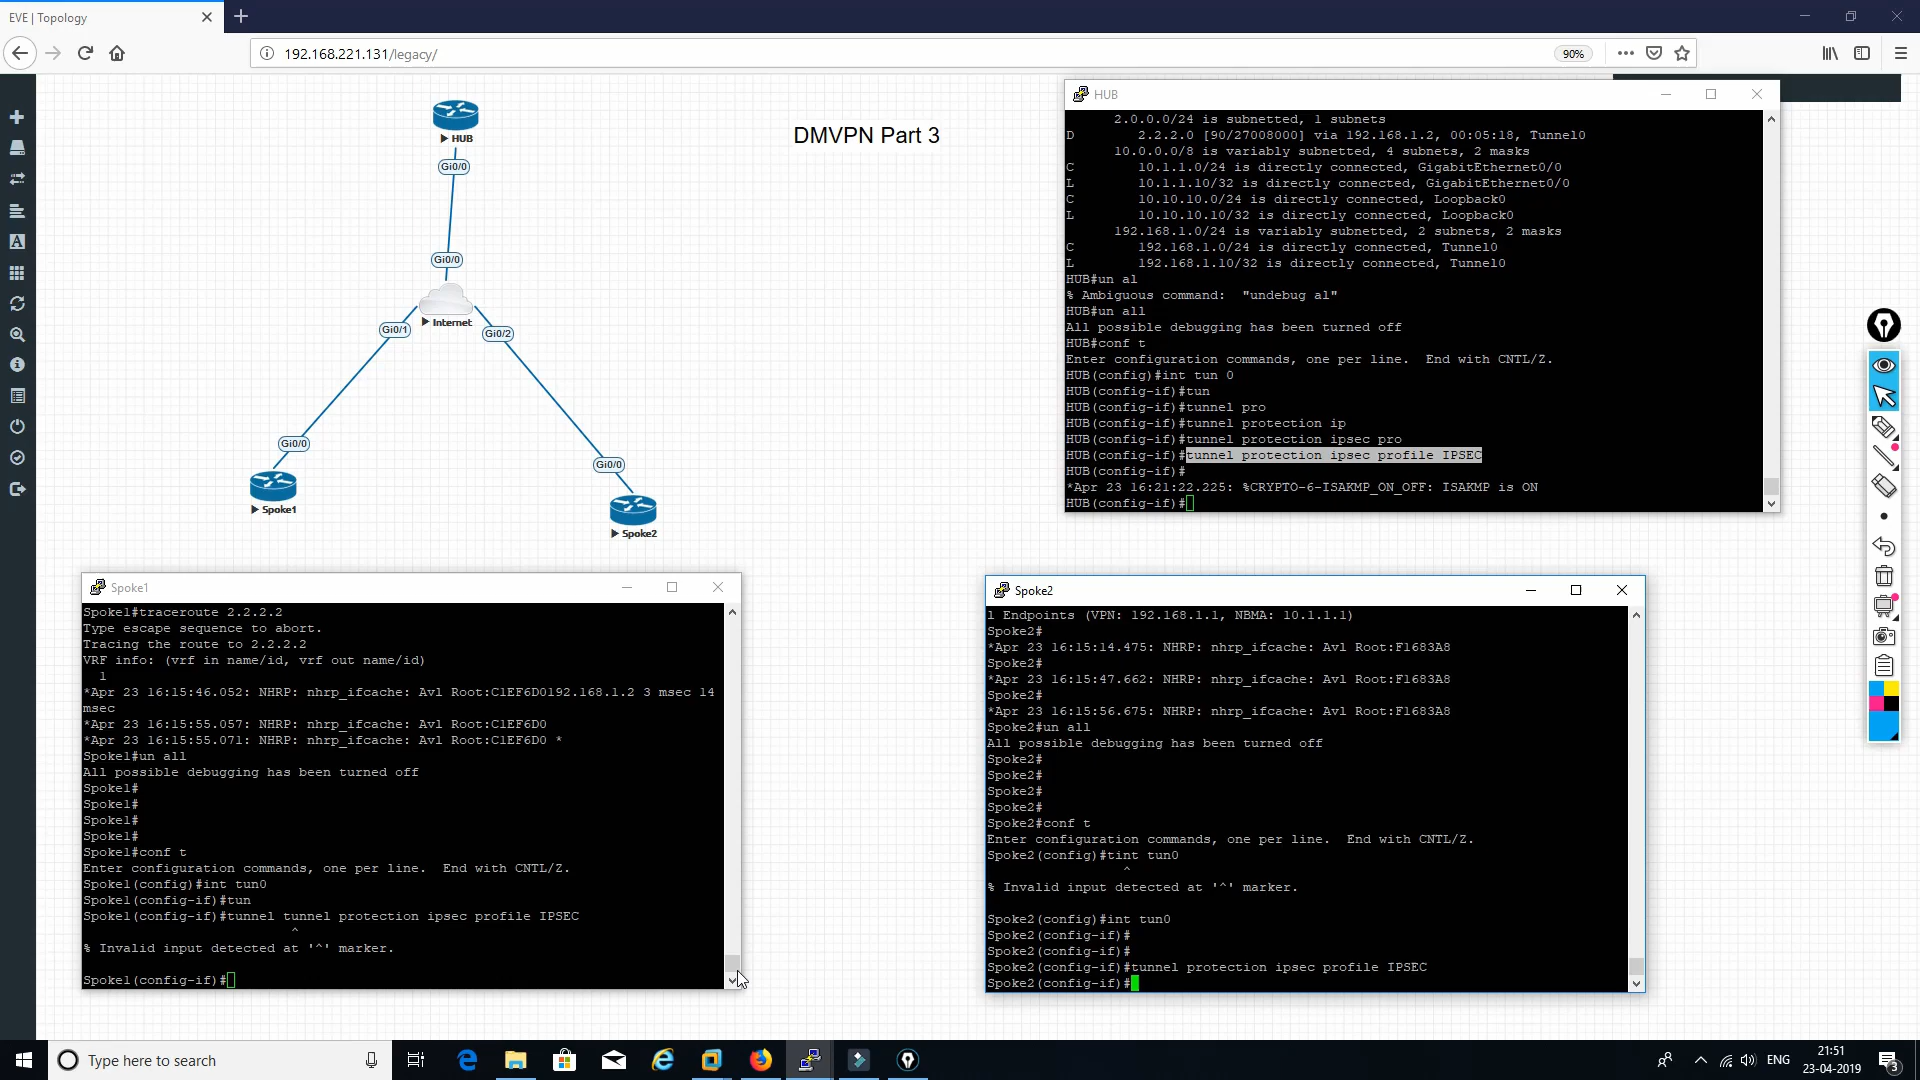 EVE | Topology
192.168.221.131/legacy/
90%
DMVPN Part 3
HUB
Gi0/0
Gi0/0
Internet
Gi0/1
Gi0/2
Gi0/0
Gi0/0
Spoke1
Spoke2
HUB
2.0.0.0/24 is subnetted, 1 subnets
D 2.2.2.0 [90/27008000] via 192.168.1.2, 00:05:18, Tunnel0
10.0.0.0/8 is variably subnetted, 4 subnets, 2 masks
C 10.1.1.0/24 is directly connected, GigabitEthernet0/0
L 10.1.1.10/32 is directly connected, GigabitEthernet0/0
C 10.10.10.0/24 is directly connected, Loopback0
L 10.10.10.10/32 is directly connected, Loopback0
192.168.1.0/24 is variably subnetted, 2 subnets, 2 masks
C 192.168.1.0/24 is directly connected, Tunnel0
L 192.168.1.10/32 is directly connected, Tunnel0
HUB#un al
% Ambiguous command: "undebug al"
HUB#un all
All possible debugging has been turned off
HUB#conf t
Enter configuration commands, one per line. End with CNTL/Z.
HUB(config)#int tun 0
HUB(config-if)#tun
HUB(config-if)#tunnel pro
HUB(config-if)#tunnel protection ip
HUB(config-if)#tunnel protection ipsec pro
HUB(config-if)#tunnel protection ipsec profile IPSEC
HUB(config-if)#
*Apr 23 16:21:22.225: %CRYPTO-6-ISAKMP_ON_OFF: ISAKMP is ON
HUB(config-if)#
Spoke1
Spoke1#traceroute 2.2.2.2
Type escape sequence to abort.
Tracing the route to 2.2.2.2
VRF info: (vrf in name/id, vrf out name/id)
1
*Apr 23 16:15:46.052: NHRP: nhrp_ifcache: Avl Root:C1EF6D0192.168.1.2 3 msec 14
msec
*Apr 23 16:15:55.057: NHRP: nhrp_ifcache: Avl Root:C1EF6D0
*Apr 23 16:15:55.071: NHRP: nhrp_ifcache: Avl Root:C1EF6D0 *
Spoke1#un all
All possible debugging has been turned off
Spoke1#
Spoke1#
Spoke1#
Spoke1#
Spoke1#conf t
Enter configuration commands, one per line. End with CNTL/Z.
Spoke1(config)#int tun0
Spoke1(config-if)#tun
Spoke1(config-if)#tunnel tunnel protection ipsec profile IPSEC
^
% Invalid input detected at '^' marker.
Spoke1(config-if)#
Spoke2
1 Endpoints (VPN: 192.168.1.1, NBMA: 10.1.1.1)
Spoke2#
*Apr 23 16:15:14.475: NHRP: nhrp_ifcache: Avl Root:F1683A8
Spoke2#
*Apr 23 16:15:47.662: NHRP: nhrp_ifcache: Avl Root:F1683A8
Spoke2#
*Apr 23 16:15:56.675: NHRP: nhrp_ifcache: Avl Root:F1683A8
Spoke2#un all
All possible debugging has been turned off
Spoke2#
Spoke2#
Spoke2#
Spoke2#
Spoke2#conf t
Enter configuration commands, one per line. End with CNTL/Z.
Spoke2(config)#tint tun0
^
% Invalid input detected at '^' marker.
Spoke2(config)#int tun0
Spoke2(config-if)#
Spoke2(config-if)#
Spoke2(config-if)#tunnel protection ipsec profile IPSEC
Spoke2(config-if)#
Type here to search
ENG
21:51
23-04-2019
3